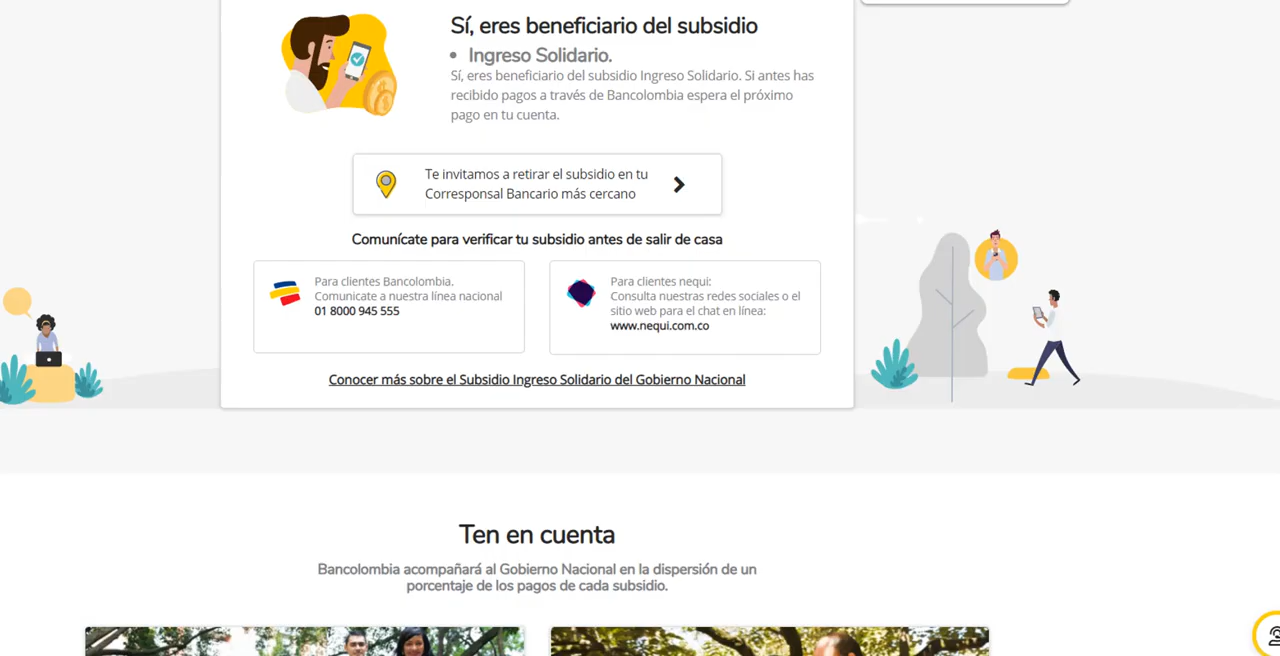 Sí, eres beneficiario del subsidio
• Ingreso Solidario.
Sí, eres beneficiario del subsidio Ingreso Solidario. Si antes has
recibido pagos a través de Bancolombia espera el próximo
pago en tu cuenta.
Te invitamos a retirar el subsidio en tu
Corresponsal Bancario más cercano
Comunícate para verificar tu subsidio antes de salir de casa
Para clientes Bancolombia.
Comunicate a nuestra línea nacional
01 8000 945 555
Para clientes nequi:
Consulta nuestras redes sociales o el
sitio web para el chat en línea:
www.nequi.com.co
Conocer más sobre el Subsidio Ingreso Solidario del Gobierno Nacional
Ten en cuenta
Bancolombia acompañará al Gobierno Nacional en la dispersión de un
porcentaje de los pagos de cada subsidio.